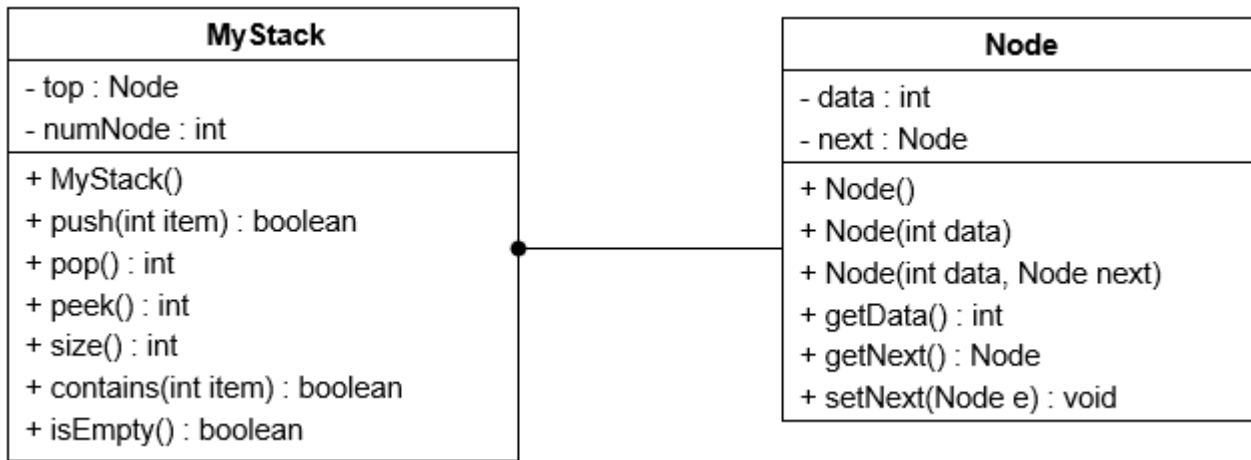 MyStack
- top : Node
- numNode : int
+ MyStack()
+ push(int item) : boolean
+ pop() : int
+ peek() : int
+ size() : int
+ contains(int item) : boolean
+ isEmpty() : boolean
Node
- data : int
- next : Node
+ Node()
+ Node(int data)
+ Node(int data, Node next)
+ getData() : int
+ getNext() : Node
+ setNext(Node e) : void